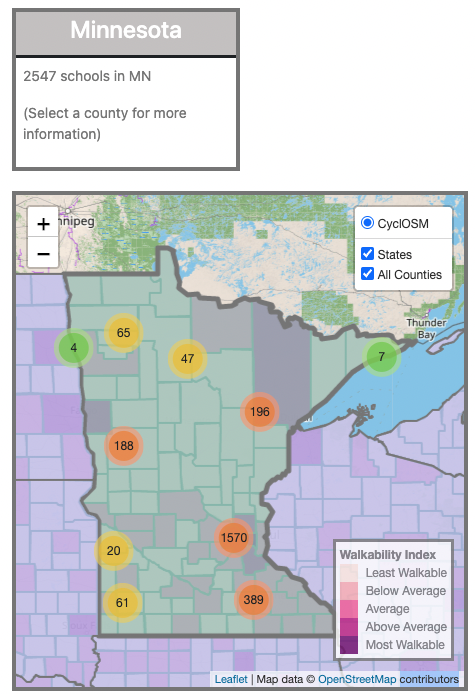 Minnesota
2547 schools in MN
(Select a county for more
information)
+
−
nnipeg
CyclOSM
States
All Counties
Thunder
Bay
65
4
47
7
196
188
1570
20
61
389
Walkability Index
Least Walkable
Below Average
Average
Above Average
Most Walkable
Leaflet | Map data © OpenStreetMap contributors